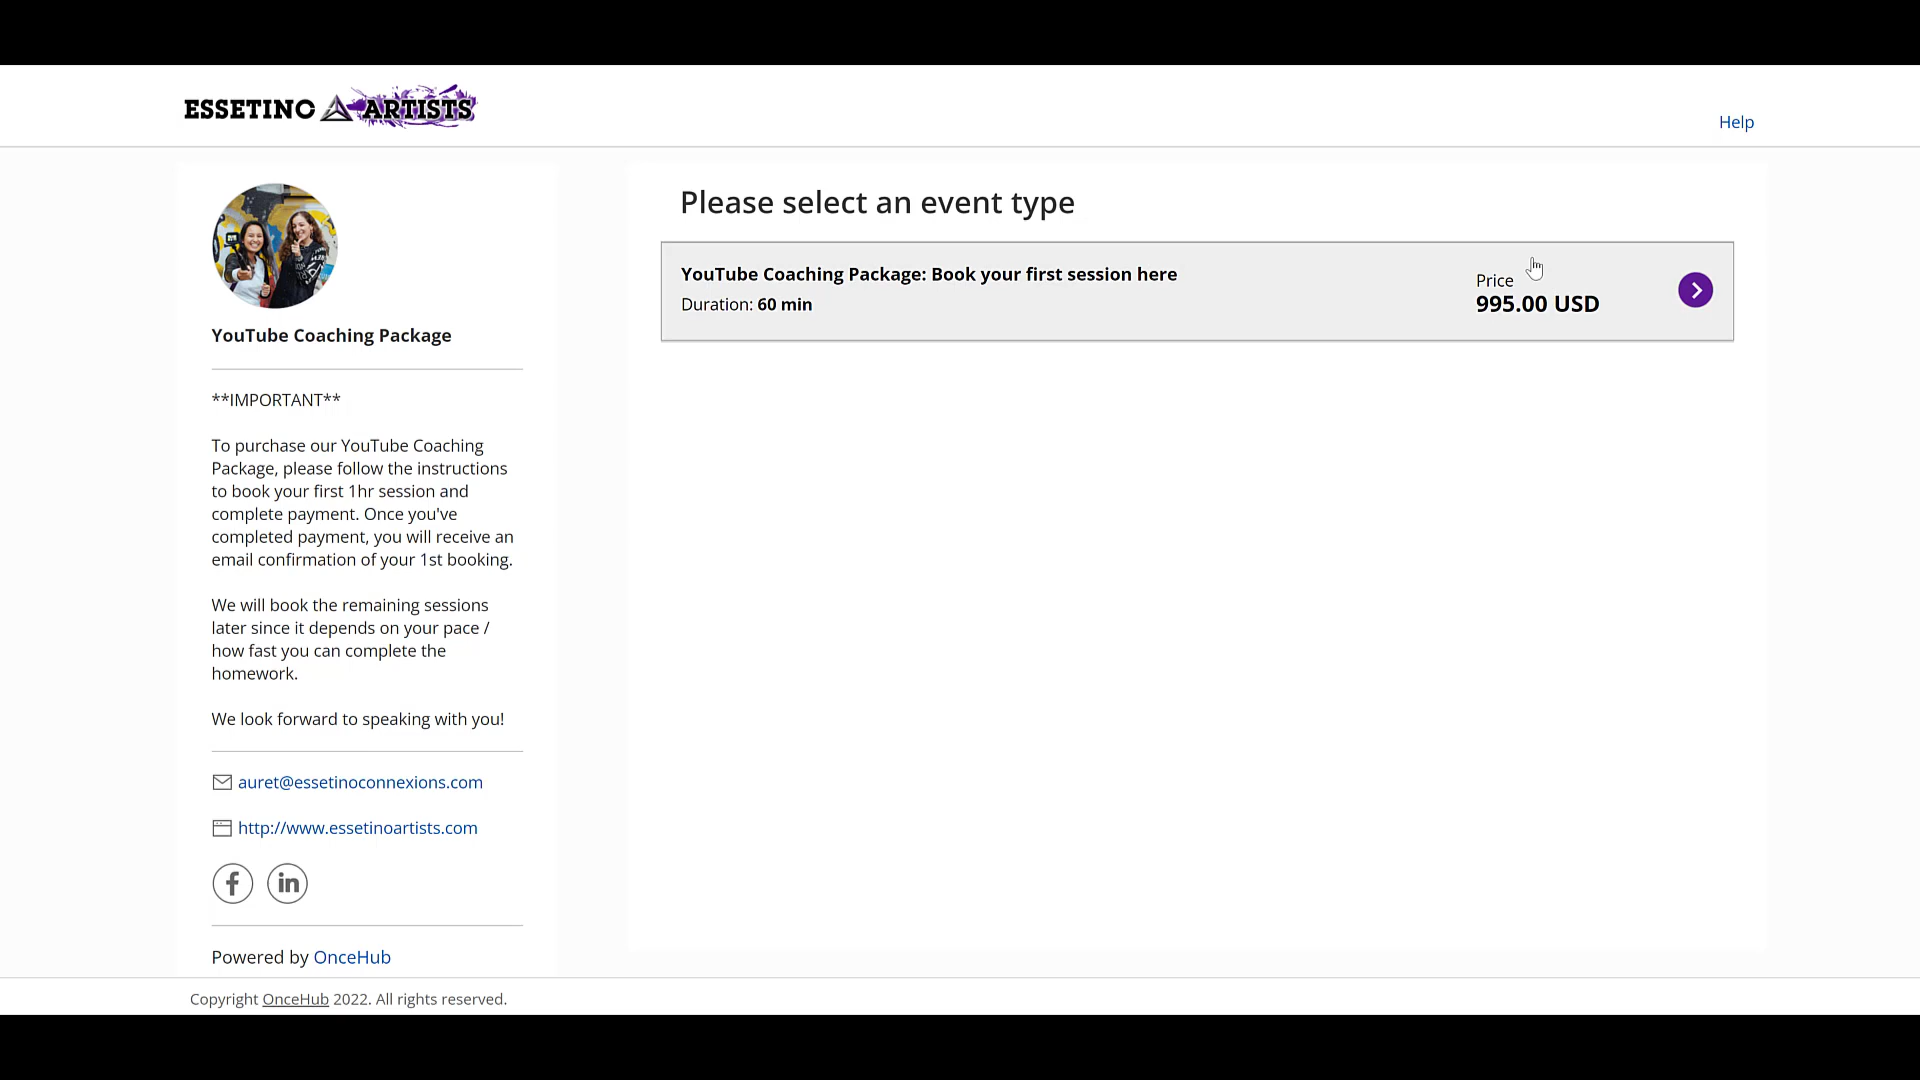 ESSETINO ARTISTS
Help
YouTube Coaching Package
**IMPORTANT**
To purchase our YouTube Coaching
Package, please follow the instructions
to book your first 1hr session and
complete payment. Once you've
completed payment, you will receive an
email confirmation of your 1st booking.
We will book the remaining sessions
later since it depends on your pace /
how fast you can complete the
homework.
We look forward to speaking with you!
auret@essetinoconnexions.com
http://www.essetinoartists.com
Powered by OnceHub
Please select an event type
YouTube Coaching Package: Book your first session here
Duration: 60 min
Price
995.00 USD
Copyright OnceHub 2022. All rights reserved.